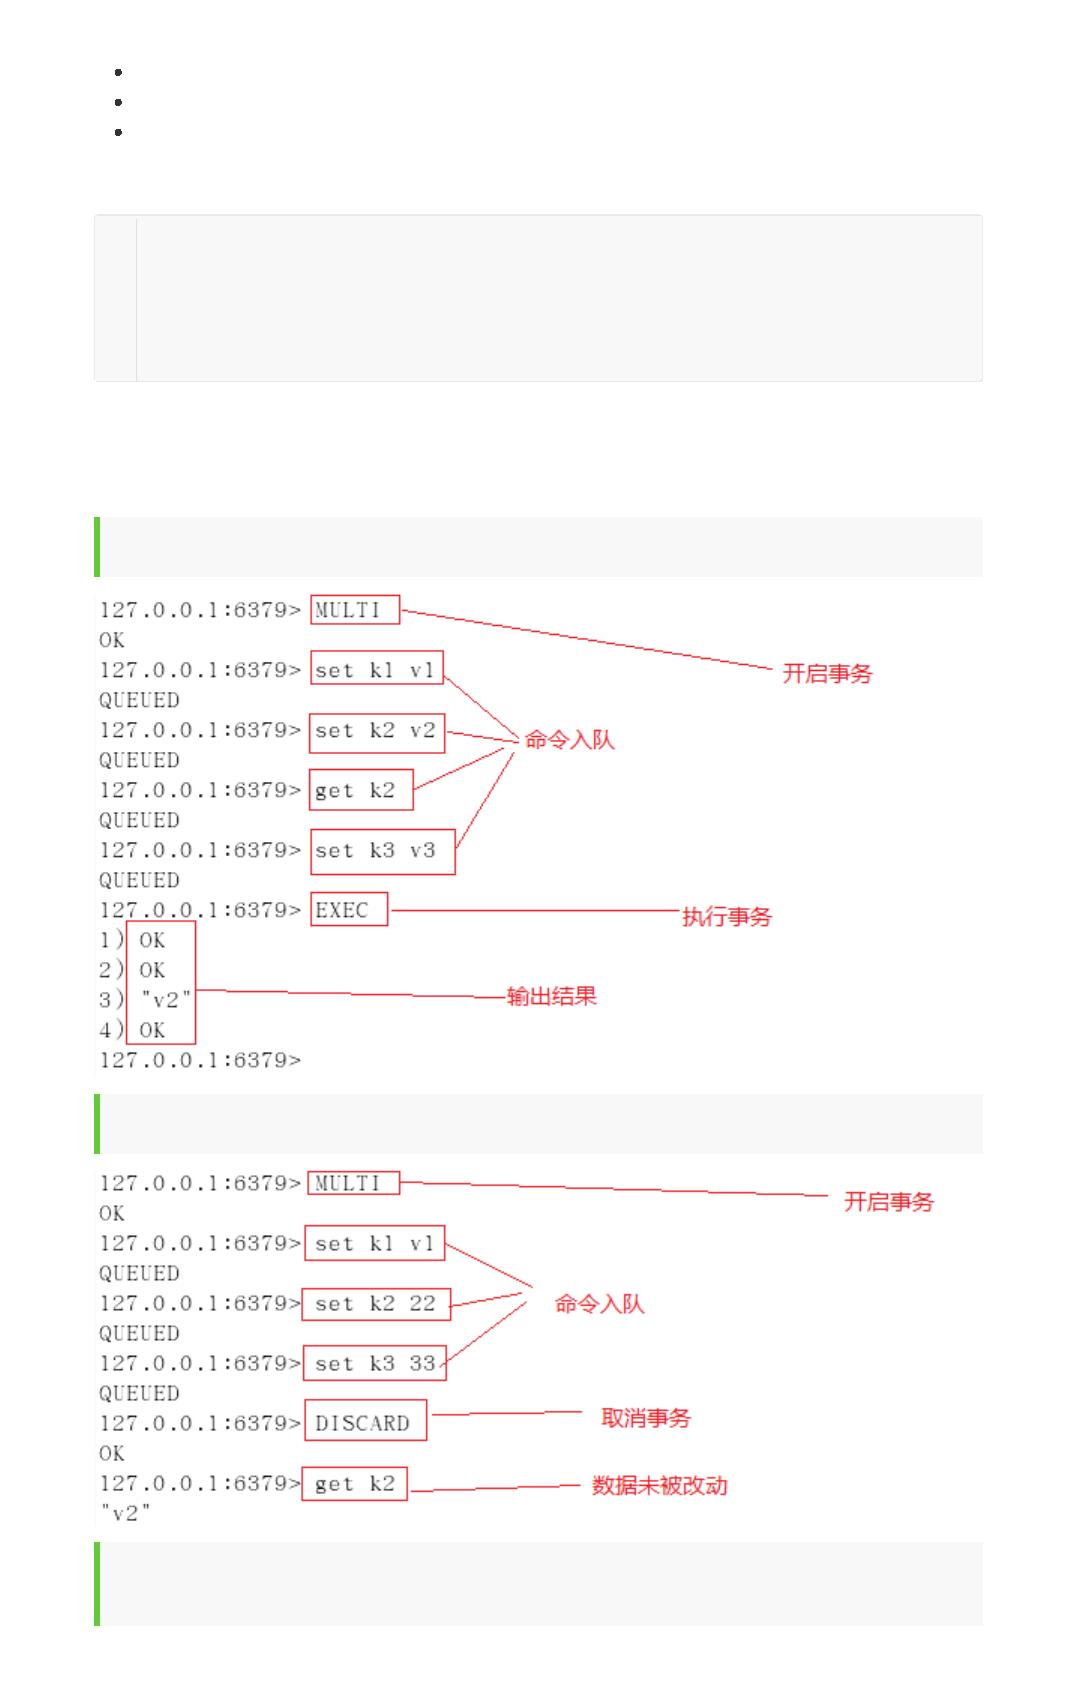 127.0.0.1:6379> MULTI
OK
开启事务
127.0.0.1:6379> set k1 v1
QUEUED
127.0.0.1:6379> set k2 v2
命令入队
QUEUED
127.0.0.1:6379> get k2
QUEUED
127.0.0.1:6379> set k3 v3
QUEUED
127.0.0.1:6379> EXEC
执行事务
1) OK
2) OK
3) "v2"
输出结果
4) OK
127.0.0.1:6379>
127.0.0.1:6379> MULTI
开启事务
OK
127.0.0.1:6379> set k1 v1
QUEUED
127.0.0.1:6379> set k2 22
命令入队
QUEUED
127.0.0.1:6379> set k3 33
QUEUED
127.0.0.1:6379> DISCARD
取消事务
OK
127.0.0.1:6379> get k2
数据未被改动
"v2"